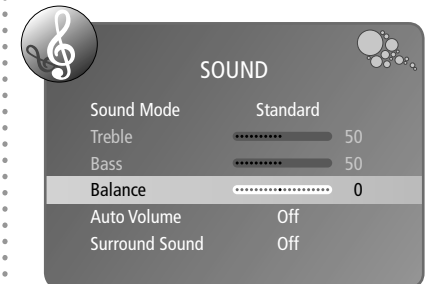 SOUND
Sound Mode Standard
Treble 50
Bass 50
Balance 0
Auto Volume Off
Surround Sound Off